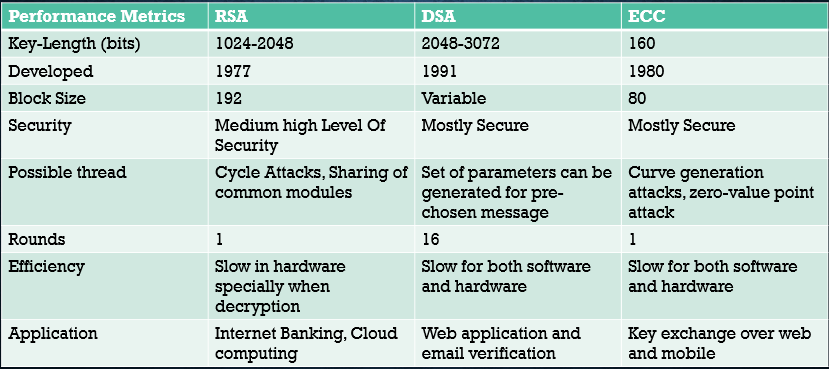 Performance Metrics RSA DSA ECC
Key-Length (bits) 1024-2048 2048-3072 160
Developed 1977 1991 1980
Block Size 192 Variable 80
Security Medium high Level Of Mostly Secure Mostly Secure
Security
Possible thread Cycle Attacks, Sharing of Set of parameters can be Curve generation
common modules generated for pre- attacks, zero-value point
chosen message attack
Rounds 1 16 1
Efficiency Slow in hardware Slow for both software Slow for both software
specially when and hardware and hardware
decryption
Application Internet Banking, Cloud Web application and Key exchange over web
computing email verification and mobile